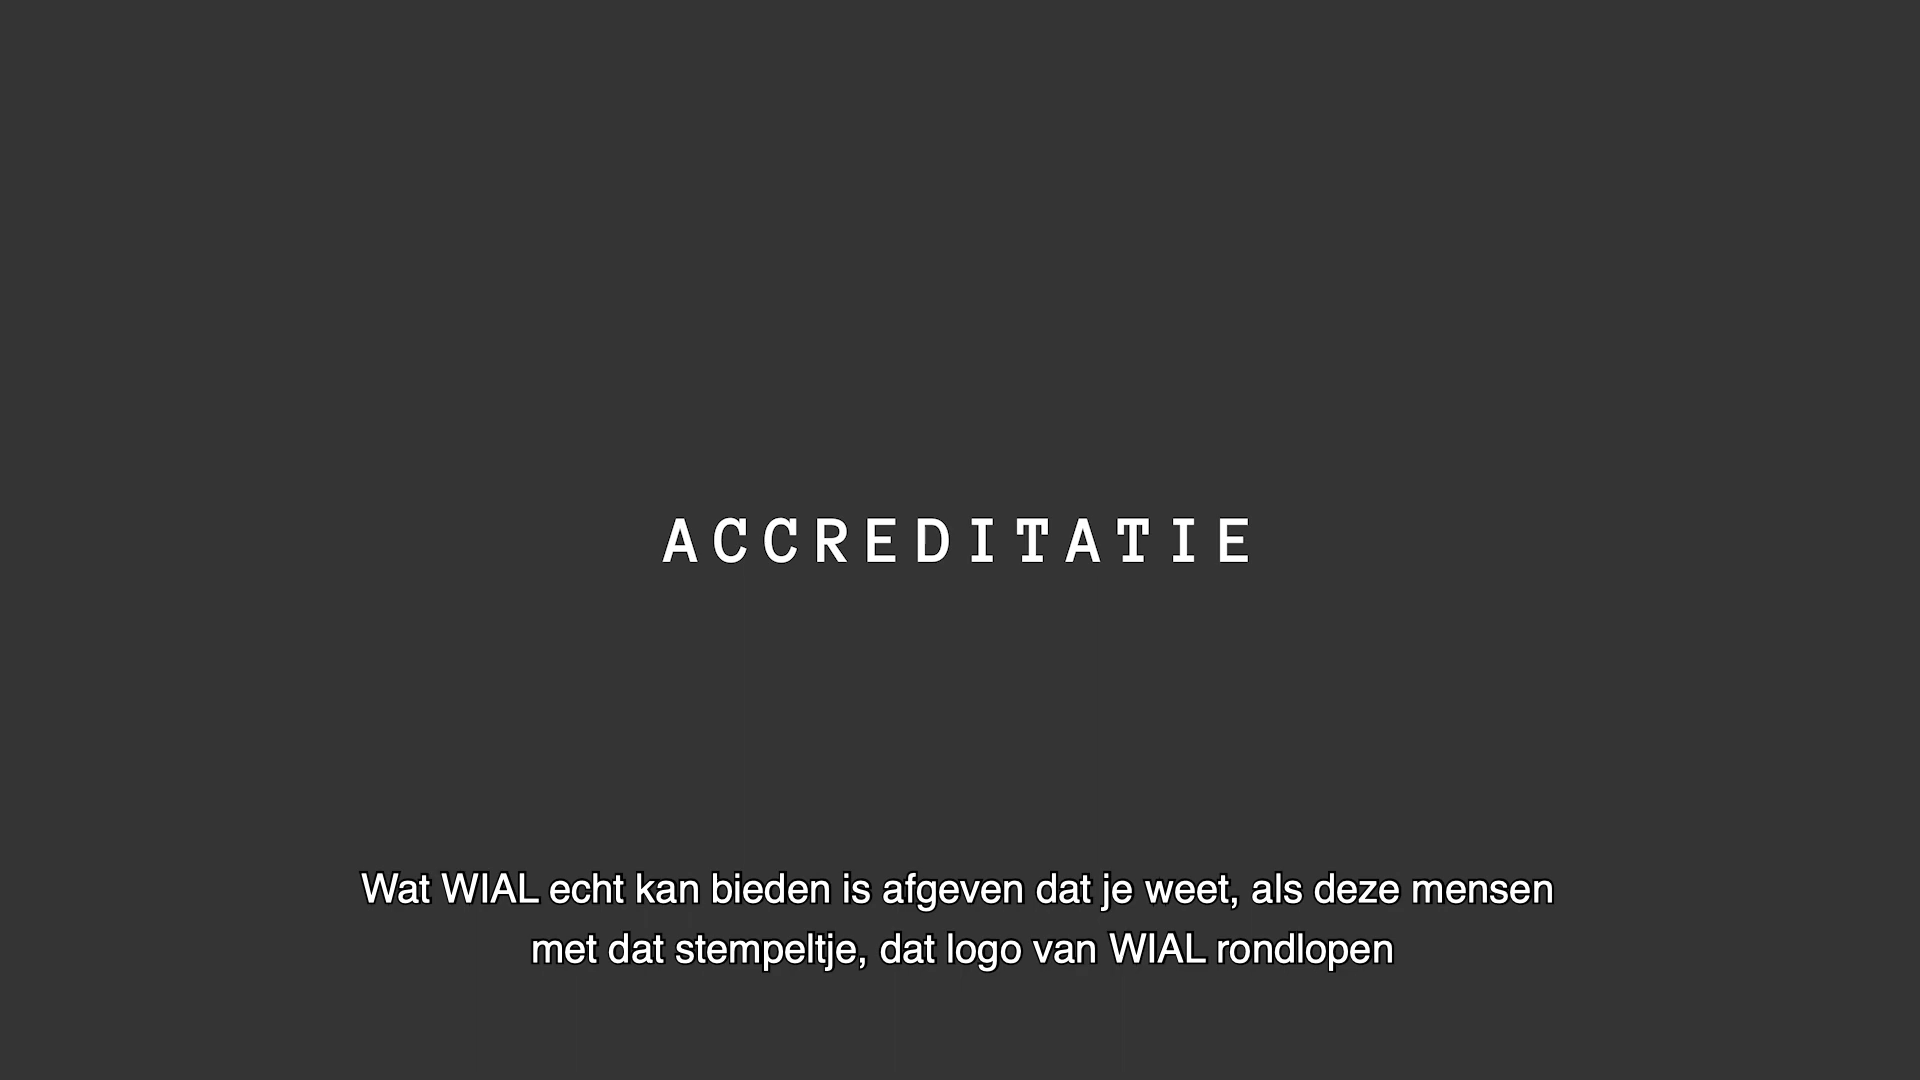 ACCREDITATIE
Wat WIAL echt kan bieden is afgeven dat je weet, als deze mensen
met dat stempeltje, dat logo van WIAL rondlopen